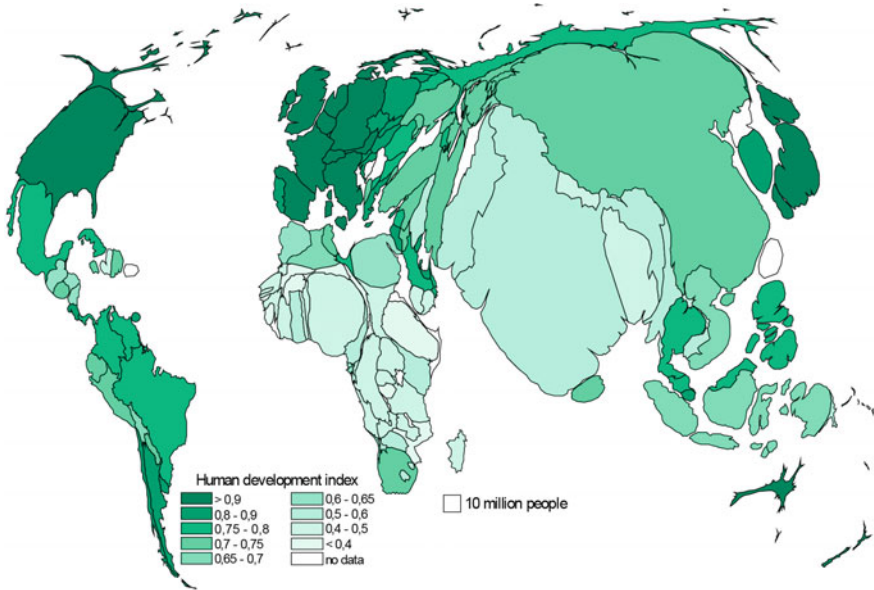 Human development index
> 0,9
0,8 - 0,9
0,75 - 0,8
0,7 - 0,75
0,65 - 0,7
0,6 - 0,65
0,5 - 0,6
0,4 - 0,5
< 0,4
no data
10 million people